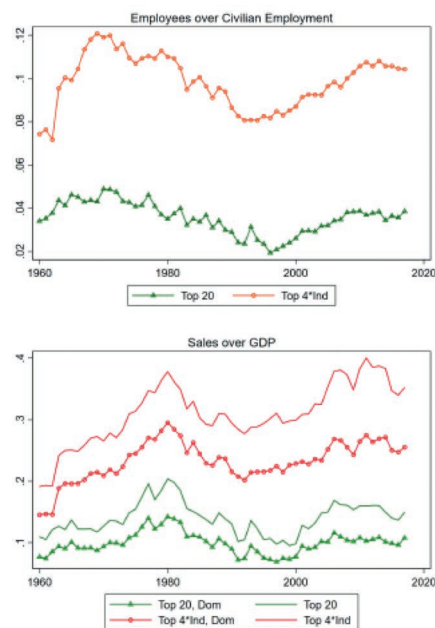 Employees over Civilian Employment
.12
.1
.08
.06
.04
.02
1960 1980 2000 2020
Top 20 Top 4*Ind
Sales over GDP
.4
.3
.2
.1
1960 1980 2000 2020
Top 20, Dom Top 20
Top 4*Ind, Dom Top 4*Ind